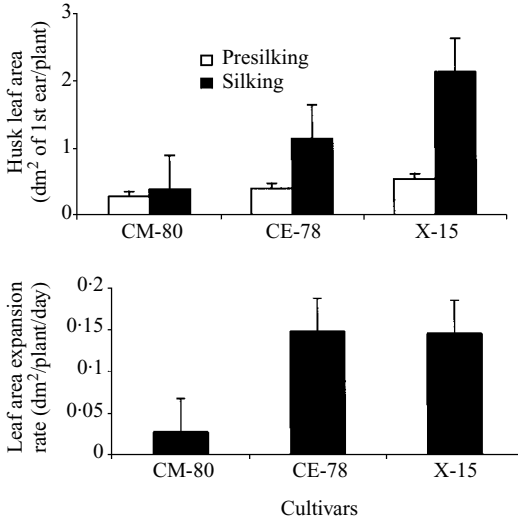 Husk leaf area
(dm² of 1st ear/plant)
3
2
1
0
Presilking
Silking
CM-80
CE-78
X-15
Leaf area expansion
rate (dm²/plant/day)
0·2
0·15
0·1
0·05
0
CM-80
CE-78
X-15
Cultivars